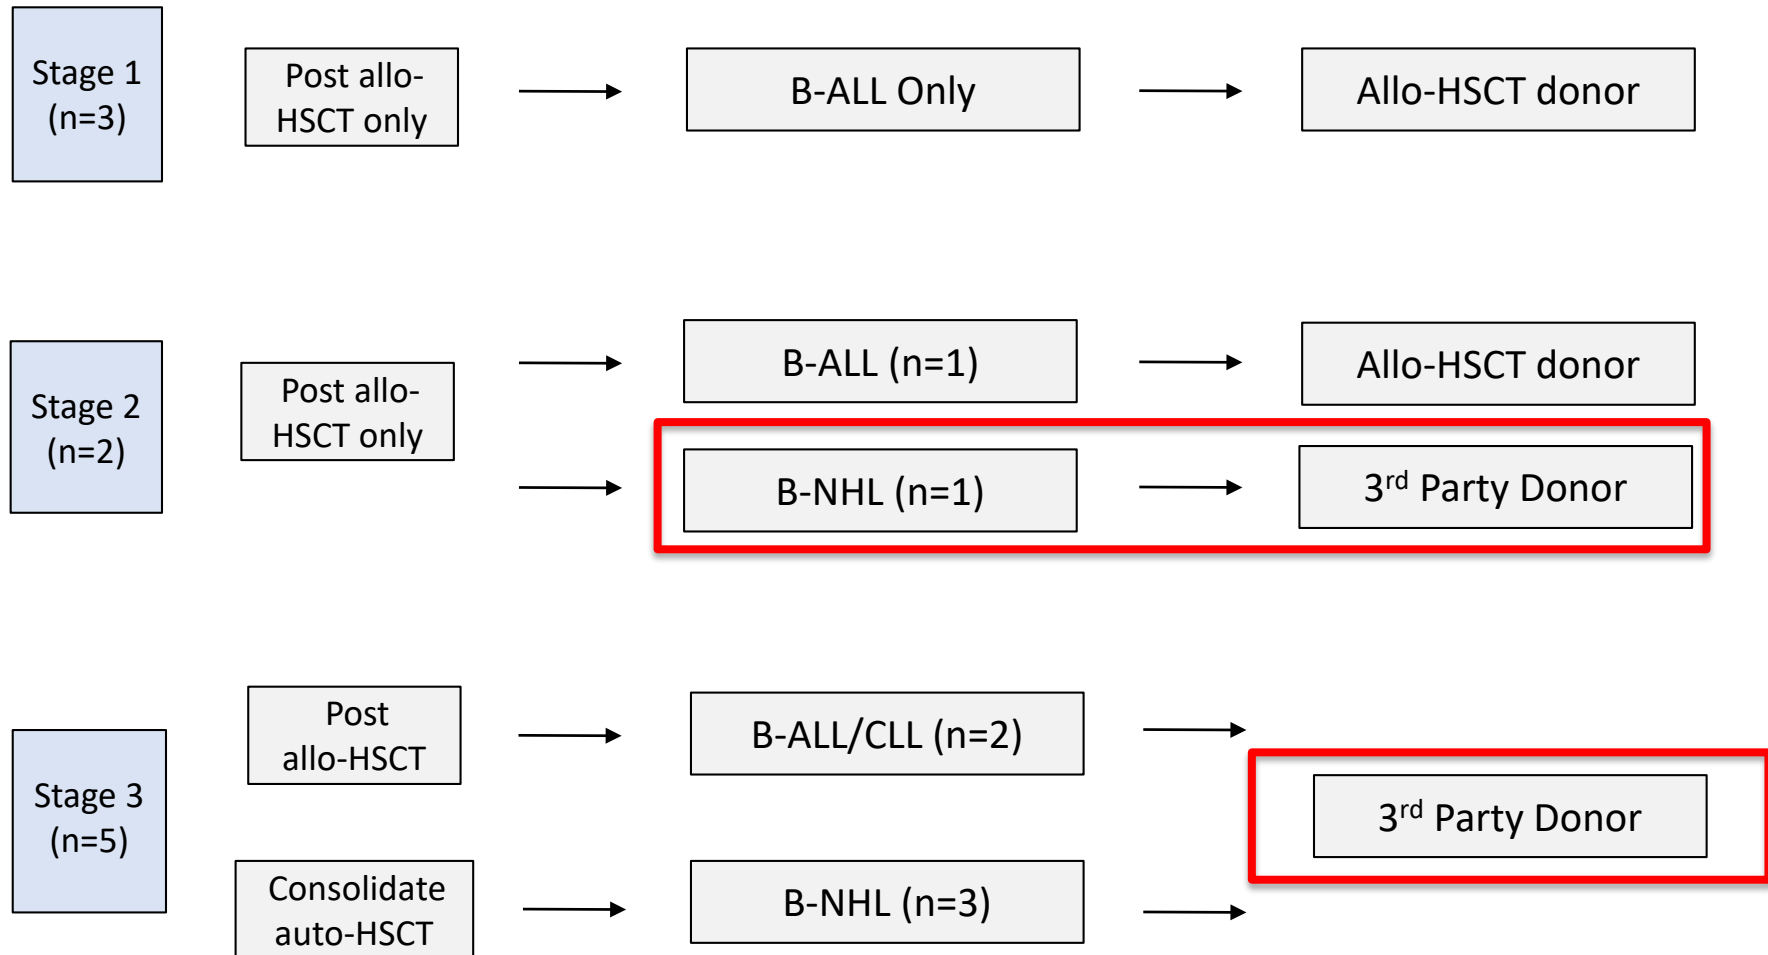 Stage 1
(n=3)
Post allo-
HSCT only
B-ALL Only
Allo-HSCT donor
Stage 2
(n=2)
Post allo-
HSCT only
B-ALL (n=1)
Allo-HSCT donor
B-NHL (n=1)
3rd Party Donor
Stage 3
(n=5)
Post
allo-HSCT
B-ALL/CLL (n=2)
3rd Party Donor
Consolidate
auto-HSCT
B-NHL (n=3)